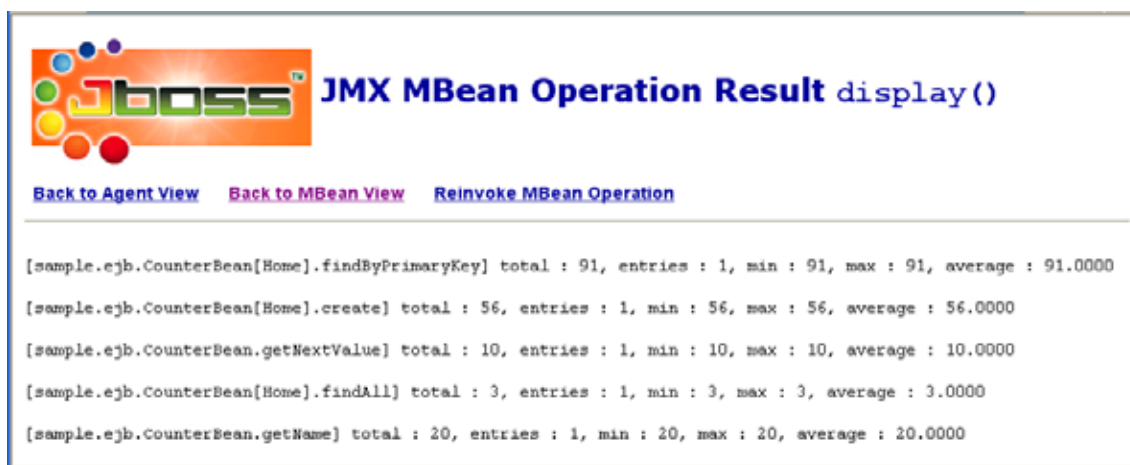 Jboss™ JMX MBean Operation Result display()
Back to Agent View Back to MBean View Reinvoke MBean Operation
[sample.ejb.CounterBean[Home].findByPrimaryKey] total : 91, entries : 1, min : 91, max : 91, average : 91.0000
[sample.ejb.CounterBean[Home].create] total : 56, entries : 1, min : 56, max : 56, average : 56.0000
[sample.ejb.CounterBean.getNextValue] total : 10, entries : 1, min : 10, max : 10, average : 10.0000
[sample.ejb.CounterBean[Home].findAll] total : 3, entries : 1, min : 3, max : 3, average : 3.0000
[sample.ejb.CounterBean.getName] total : 20, entries : 1, min : 20, max : 20, average : 20.0000